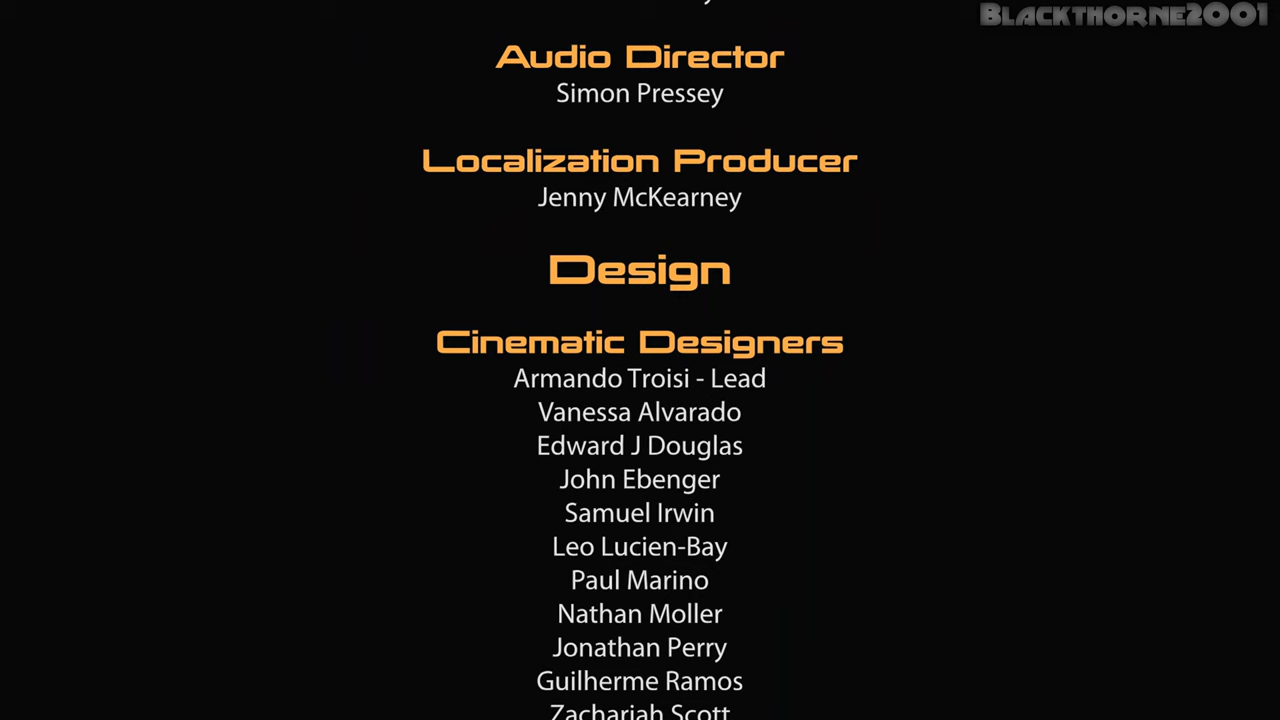 Blackthorne2001
Audio Director
Simon Pressey
Localization Producer
Jenny McKearney
Design
Cinematic Designers
Armando Troisi - Lead
Vanessa Alvarado
Edward J Douglas
John Ebenger
Samuel Irwin
Leo Lucien-Bay
Paul Marino
Nathan Moller
Jonathan Perry
Guilherme Ramos
Zachariah Scott